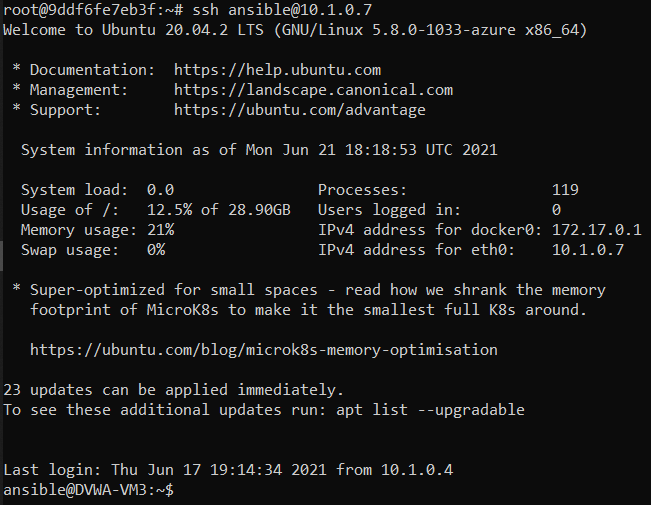 root@9ddf6fe7eb3f:~# ssh ansible@10.1.0.7
Welcome to Ubuntu 20.04.2 LTS (GNU/Linux 5.8.0-1033-azure x86_64)

 * Documentation:  https://help.ubuntu.com
 * Management:     https://landscape.canonical.com
 * Support:        https://ubuntu.com/advantage

  System information as of Mon Jun 21 18:18:53 UTC 2021

  System load:  0.0                Processes:                119
  Usage of /:   12.5% of 28.90GB   Users logged in:          0
  Memory usage: 21%                IPv4 address for docker0: 172.17.0.1
  Swap usage:   0%                 IPv4 address for eth0:    10.1.0.7

 * Super-optimized for small spaces - read how we shrank the memory
   footprint of MicroK8s to make it the smallest full K8s around.

   https://ubuntu.com/blog/microk8s-memory-optimisation

23 updates can be applied immediately.
To see these additional updates run: apt list --upgradable


Last login: Thu Jun 17 19:14:34 2021 from 10.1.0.4
ansible@DVWA-VM3:~$